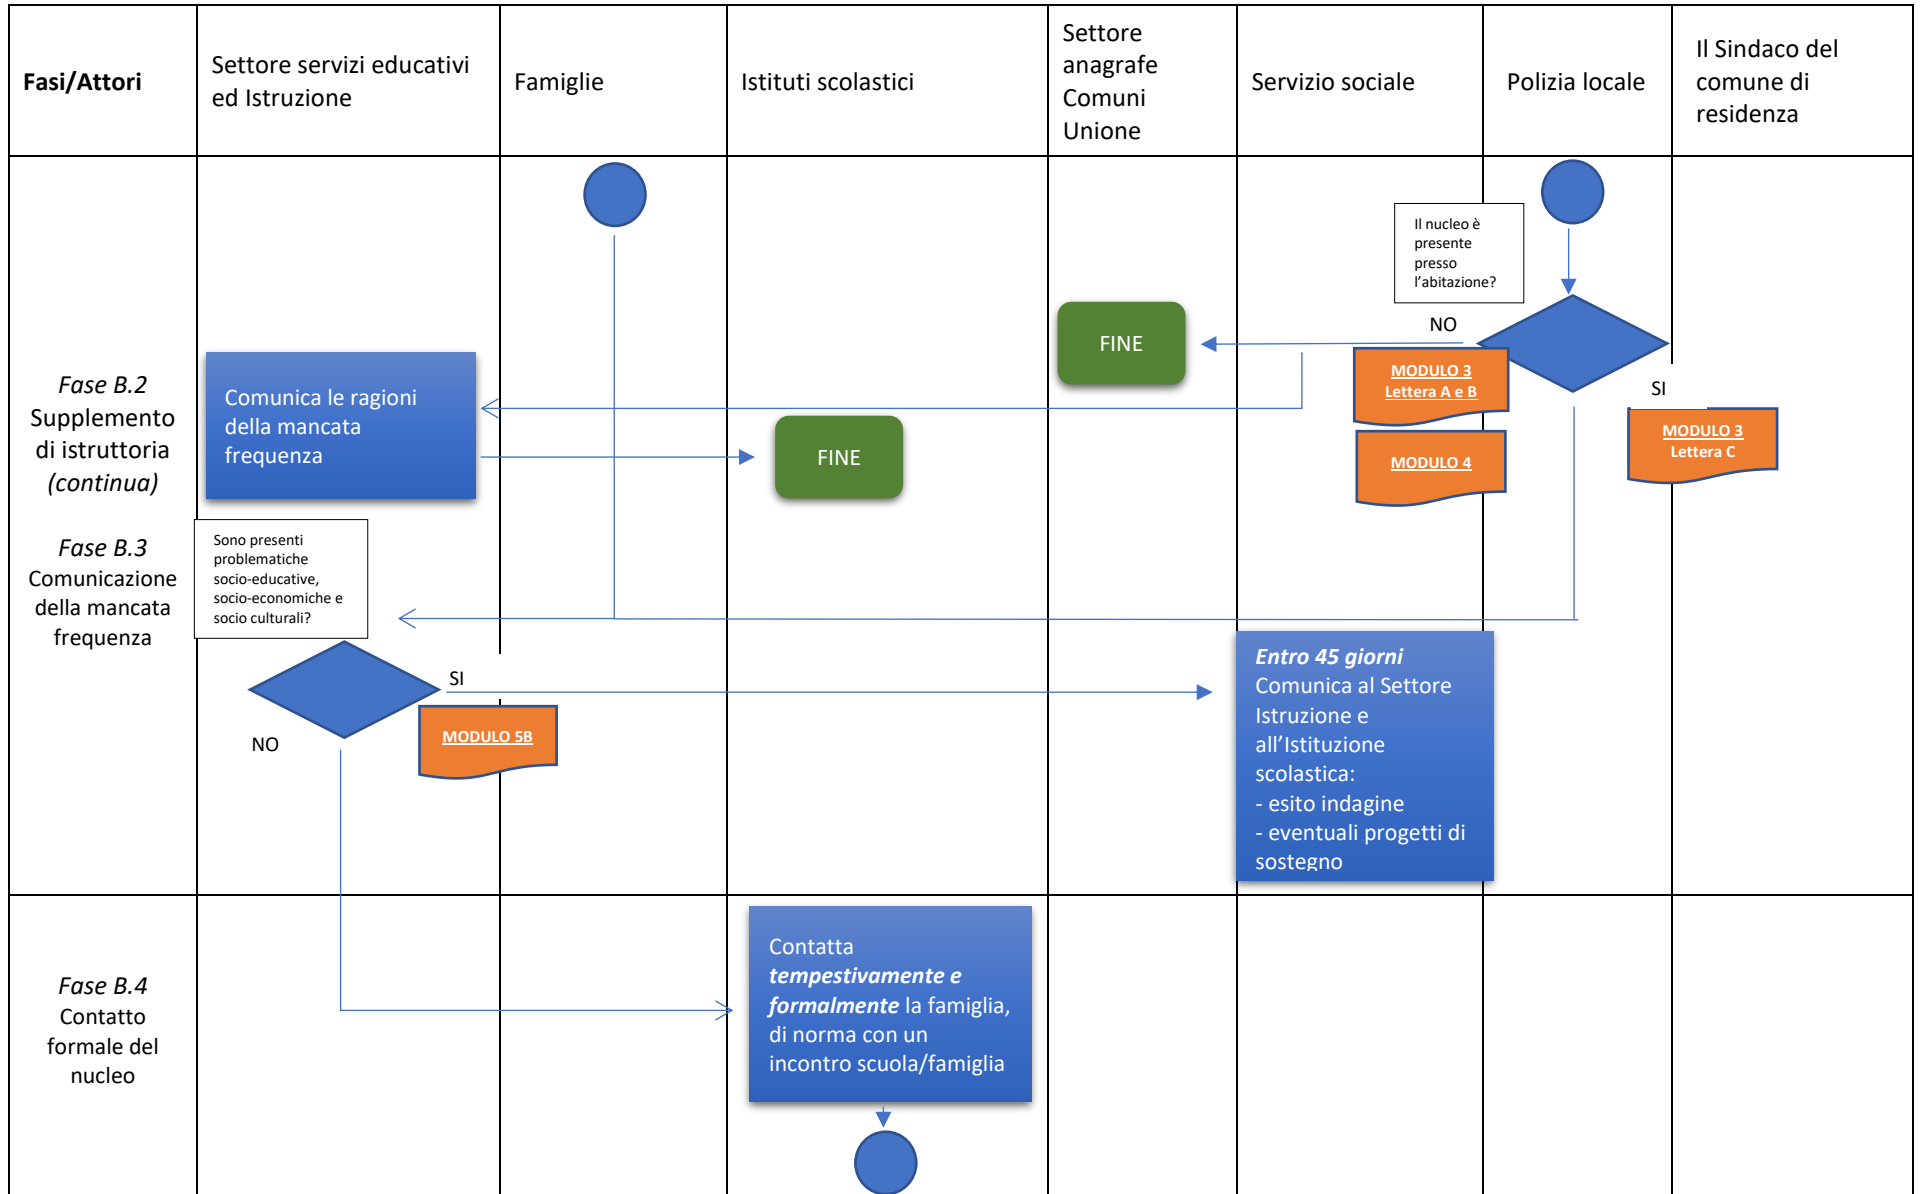 Fasi/Attori
Settore servizi educativi
ed Istruzione
Famiglie
Istituti scolastici
Settore
anagrafe
Comuni
Unione
Servizio sociale
Polizia locale
Il Sindaco del
comune di
residenza
Fase B.2
Supplemento
di istruttoria
(continua)
Fase B.3
Comunicazione
della mancata
frequenza
Il nucleo è
presente
presso
l'abitazione?
NO
FINE
MODULO 3
Lettera A e B
MODULO 4
SI
MODULO 3
Lettera C
Comunica le ragioni
della mancata
frequenza
FINE
Sono presenti
problematiche
socio-educative,
socio-economiche e
socio culturali?
SI
NO
MODULO 5B
Entro 45 giorni
Comunica al Settore
Istruzione e
all'Istituzione
scolastica:
- esito indagine
- eventuali progetti di
sostegno
Fase B.4
Contatto
formale del
nucleo
Contatta
tempestivamente e
formalmente la famiglia,
di norma con un
incontro scuola/famiglia